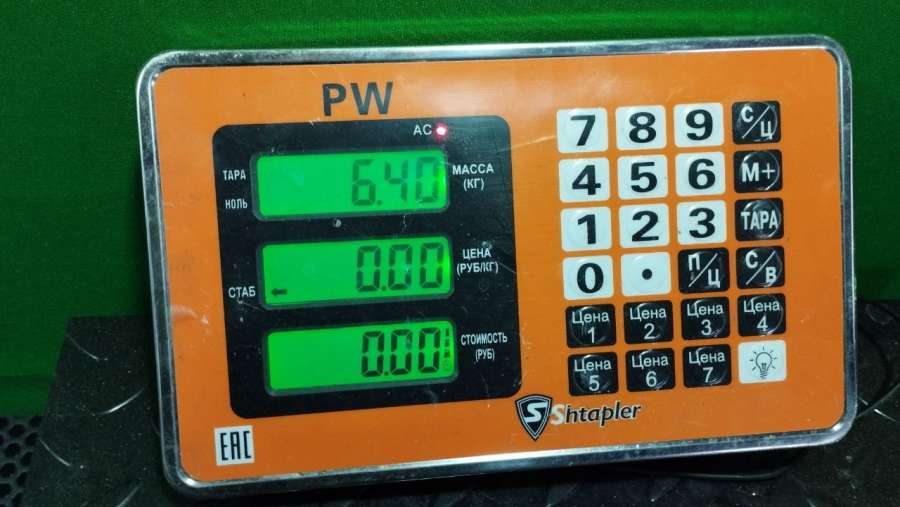 PW
AC
ТАРА
НОЛЬ
6.40
МАССА
(КГ)
СТАБ
0.00
ЦЕНА
(РУБ/КГ)
0.00
СТОИМОСТЬ
(РУБ)
7 8 9 С/Ц
4 5 6 М+
1 2 3 ТАРА
0 . П/Ц С/В
Цена 1 Цена 2 Цена 3 Цена 4
Цена 5 Цена 6 Цена 7
EAC
S Shtapler